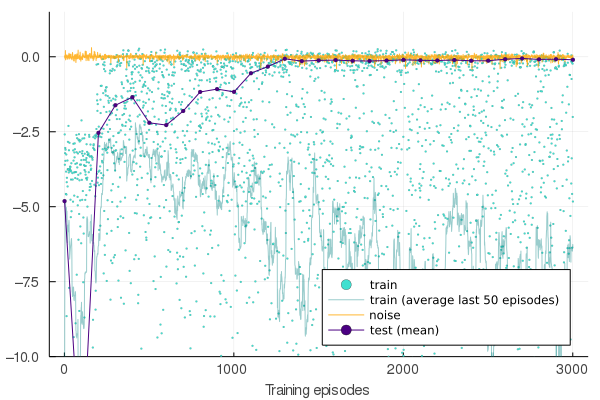 0.0
−2.5
−5.0
−7.5
−10.0
0 1000 2000 3000
Training episodes
train
train (average last 50 episodes)
noise
test (mean)